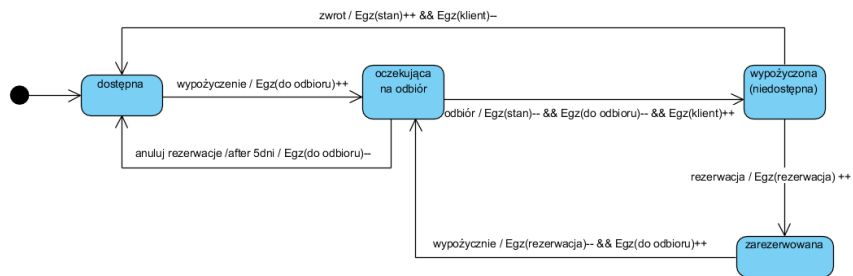 zwrot / Egz(stan)++ && Egz(klient)--
dostępna
wypożyczenie / Egz(do odbioru)++
oczekująca
na odbiór
wypożyczona
(niedostępna)
odbiór / Egz(stan)-- && Egz(do odbioru)-- && Egz(klient)++
anuluj rezerwacje /after 5dni / Egz(do odbioru)--
rezerwacja / Egz(rezerwacja) ++
wypożycznie / Egz(rezerwacja)-- && Egz(do odbioru)++
zarezerwowana